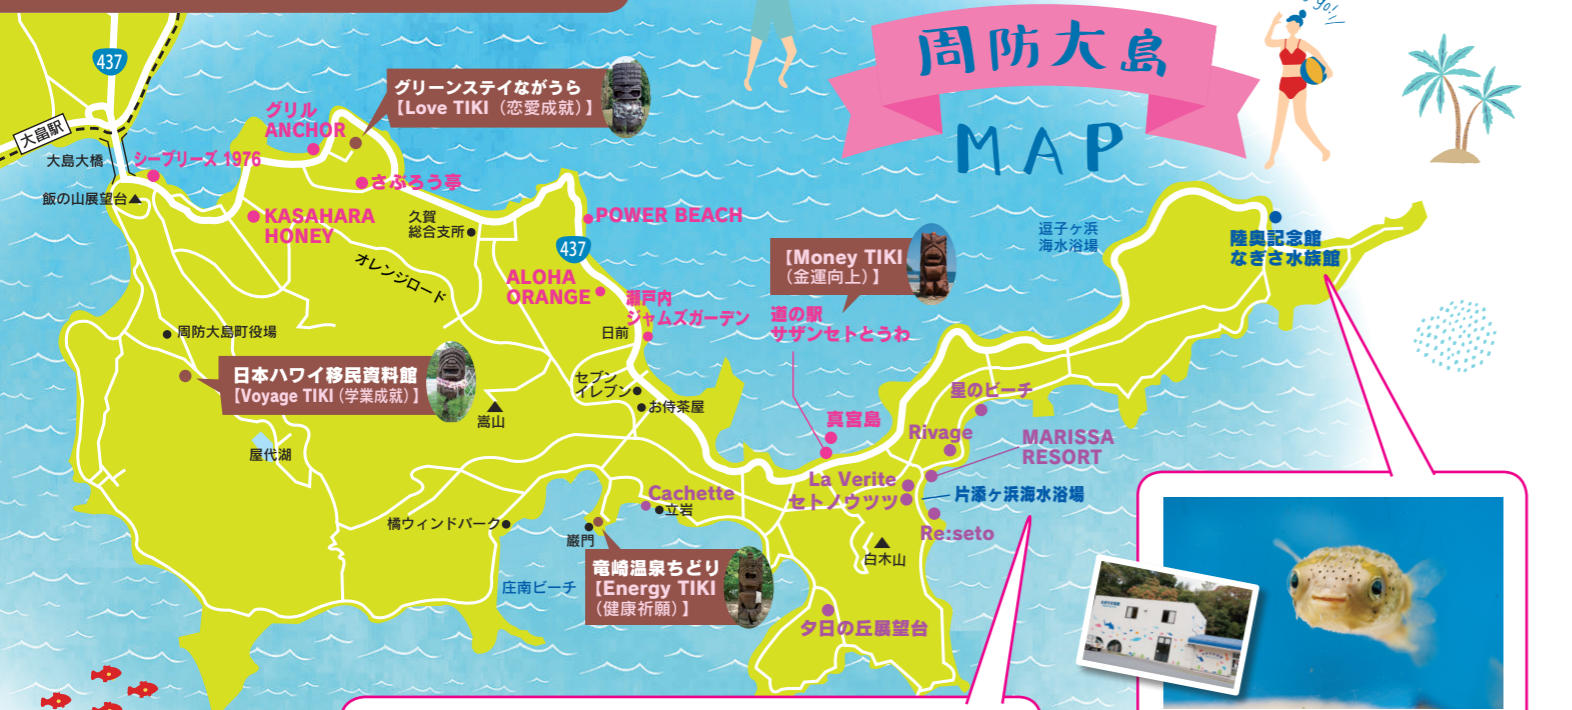 go!
周防大島
MAP
437
大畠駅
大島大橋
シーブリーズ 1976
飯の山展望台
グリル
ANCHOR
グリーンステイながうら
【Love TIKI（恋愛成就）】
さぶろう亭
KASAHARA
HONEY
久賀
総合支所
オレンジロード
POWER BEACH
437
ALOHA
ORANGE
瀬戸内
ジャムズガーデン
日前
【Money TIKI
（金運向上）】
道の駅
サザンセトとうわ
逗子ヶ浜
海水浴場
陸奥記念館
なぎさ水族館
周防大島町役場
日本ハワイ移民資料館
【Voyage TIKI（学業成就）】
屋代湖
嵩山
セブン
イレブン
お侍茶屋
真宮島
星のビーチ
Rivage
MARISSA
RESORT
La Verite
セトノウツツ
片添ヶ浜海水浴場
Re:seto
白木山
Cachette
立岩
橘ウィンドパーク
巌門
竜崎温泉ちどり
【Energy TIKI
（健康祈願）】
庄南ビーチ
夕日の丘展望台